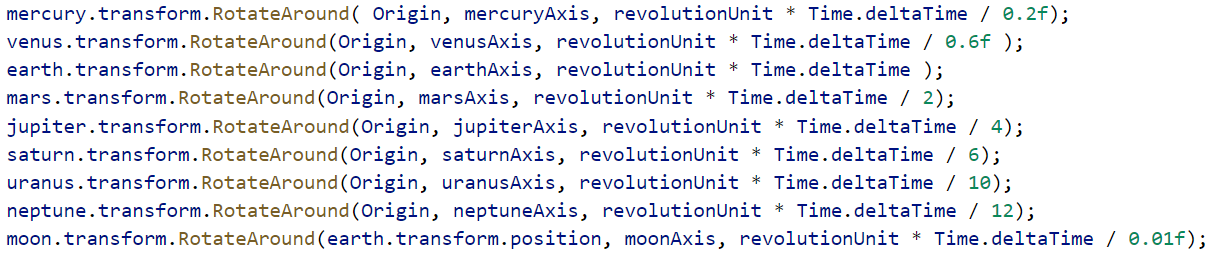 mercury.transform.RotateAround( Origin, mercuryAxis, revolutionUnit * Time.deltaTime / 0.2f);
venus.transform.RotateAround(Origin, venusAxis, revolutionUnit * Time.deltaTime / 0.6f );
earth.transform.RotateAround(Origin, earthAxis, revolutionUnit * Time.deltaTime );
mars.transform.RotateAround(Origin, marsAxis, revolutionUnit * Time.deltaTime / 2);
jupiter.transform.RotateAround(Origin, jupiterAxis, revolutionUnit * Time.deltaTime / 4);
saturn.transform.RotateAround(Origin, saturnAxis, revolutionUnit * Time.deltaTime / 6);
uranus.transform.RotateAround(Origin, uranusAxis, revolutionUnit * Time.deltaTime / 10);
neptune.transform.RotateAround(Origin, neptuneAxis, revolutionUnit * Time.deltaTime / 12);
moon.transform.RotateAround(earth.transform.position, moonAxis, revolutionUnit * Time.deltaTime / 0.01f);